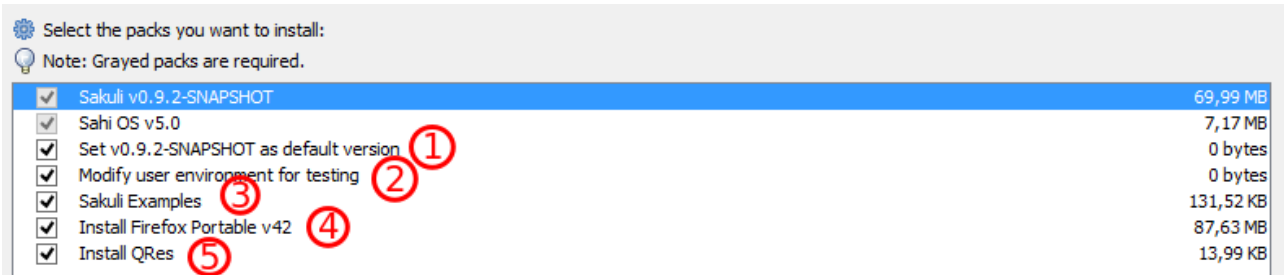 Select the packs you want to install:
Note: Grayed packs are required.
Sakuli v0.9.2-SNAPSHOT 69,99 MB
Sahi OS v5.0 7,17 MB
Set v0.9.2-SNAPSHOT as default version 1 0 bytes
Modify user environment for testing 2 0 bytes
Sakuli Examples 3 131,52 KB
Install Firefox Portable v42 4 87,63 MB
Install QRes 5 13,99 KB